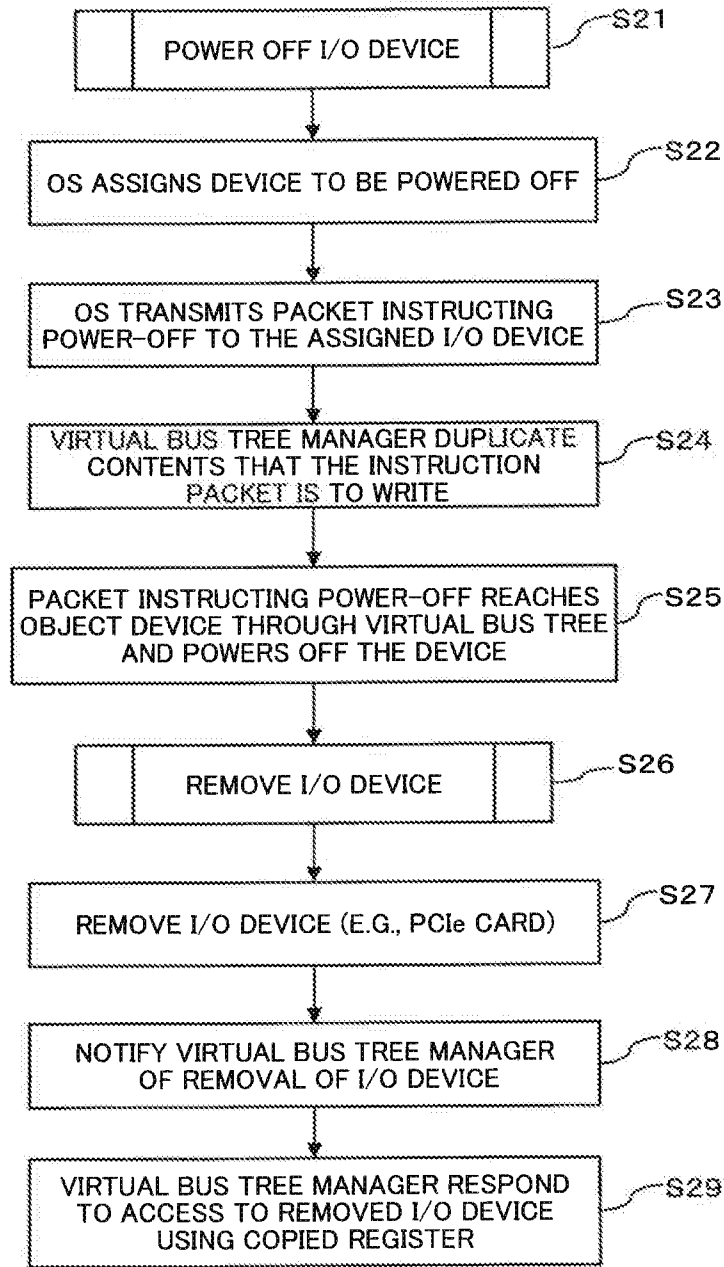 POWER OFF I/O DEVICE
S21
OS ASSIGNS DEVICE TO BE POWERED OFF
S22
OS TRANSMITS PACKET INSTRUCTING
POWER-OFF TO THE ASSIGNED I/O DEVICE
S23
VIRTUAL BUS TREE MANAGER DUPLICATE
CONTENTS THAT THE INSTRUCTION
PACKET IS TO WRITE
S24
PACKET INSTRUCTING POWER-OFF REACHES
OBJECT DEVICE THROUGH VIRTUAL BUS TREE
AND POWERS OFF THE DEVICE
S25
REMOVE I/O DEVICE
S26
REMOVE I/O DEVICE (E.G., PCIe CARD)
S27
NOTIFY VIRTUAL BUS TREE MANAGER
OF REMOVAL OF I/O DEVICE
S28
VIRTUAL BUS TREE MANAGER RESPOND
TO ACCESS TO REMOVED I/O DEVICE
USING COPIED REGISTER
S29